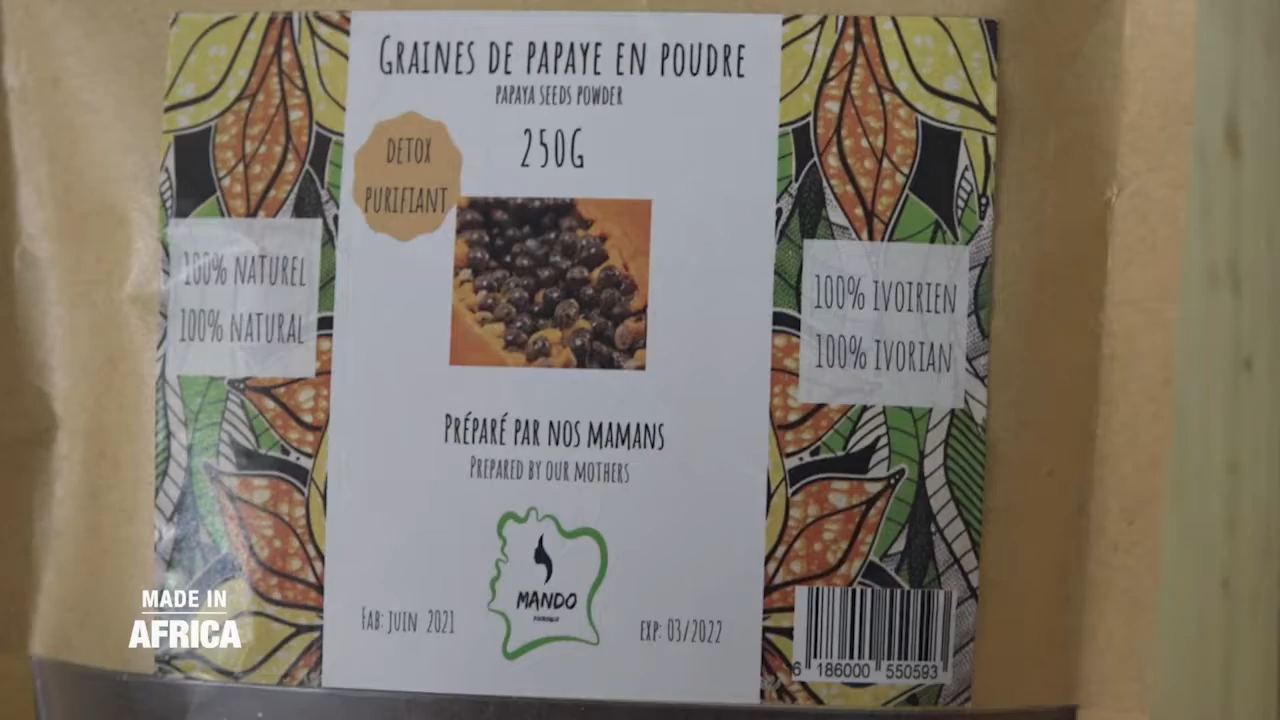 GRAINES DE PAPAYE EN POUDRE
PAPAYA SEEDS POWDER
250G
DETOX
PURIFIANT
100% NATUREL
100% NATURAL
100% IVOIRIEN
100% IVORIAN
PRÉPARÉ PAR NOS MAMANS
PREPARED BY OUR MOTHERS
MANDO
FAB: JUIN 2021
EXP: 03/2022
6 186000 550593
MADE IN
AFRICA